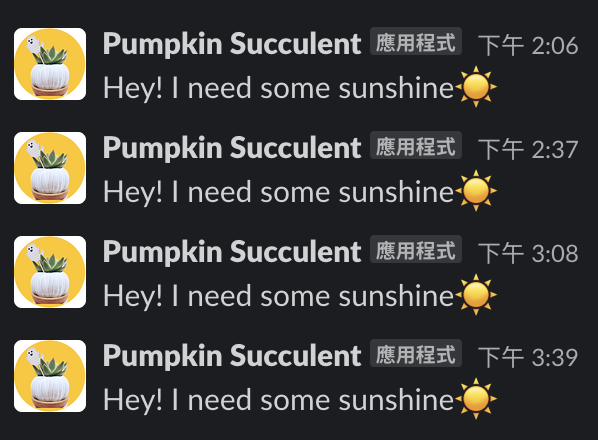 Pumpkin Succulent 應用程式 下午 2:06
Hey! I need some sunshine☀️
Pumpkin Succulent 應用程式 下午 2:37
Hey! I need some sunshine☀️
Pumpkin Succulent 應用程式 下午 3:08
Hey! I need some sunshine☀️
Pumpkin Succulent 應用程式 下午 3:39
Hey! I need some sunshine☀️